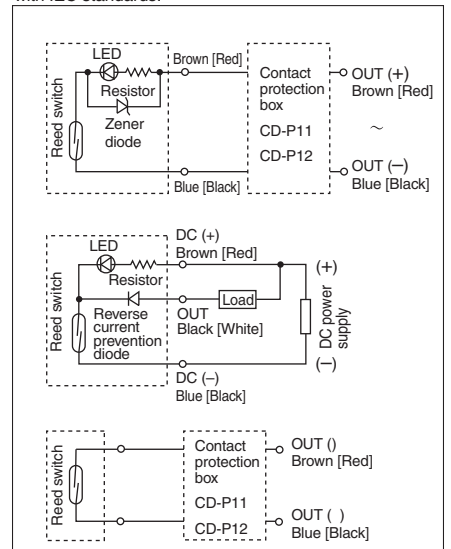 with IEC standards.
LED
Brown [Red]
Resistor
Zener
diode
Reed switch
Blue [Black]
Contact
protection
box
CD-P11
CD-P12
OUT (+)
Brown [Red]
~
OUT (–)
Blue [Black]
LED
DC (+)
Brown [Red]
Resistor
Reverse
current
prevention
diode
Reed switch
OUT
Black [White]
Load
(+)
DC power
supply
(–)
DC (–)
Blue [Black]
Reed switch
Contact
protection
box
CD-P11
CD-P12
OUT ()
Brown [Red]
OUT ( )
Blue [Black]